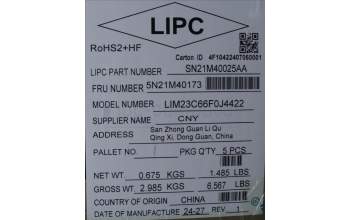 LIPC
RoHS2+HF
Carton ID 4F10422407060001
LIPC PART NUMBER SN21M40025AA
FRU NUMBER 5N21M40173
MODEL NUMBER LIM23C66F0J4422
SUPPLIER NAME CNY
ADDRESS San Zhong Guan Li Qu
Qing Xi, Dong Guan, China
PALLET NO / PKG Q'TY 5 PCS
NET WT 0.675 KGS 1.485 LBS
GROSS WT 2.985 KGS 6.567 LBS
COUNTRY OF ORIGIN CHINA
DATE OF MANUFACTURE 24-27 REV 1